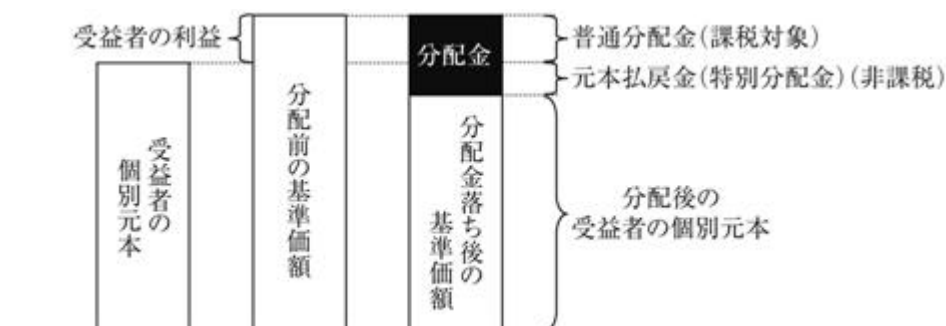 受益者の利益
分配金
普通分配金(課税対象)
元本払戻金(特別分配金)(非課税)
受益者の
個別元本
分配前の基準価額
分配金落ち後の
基準価額
分配後の
受益者の個別元本